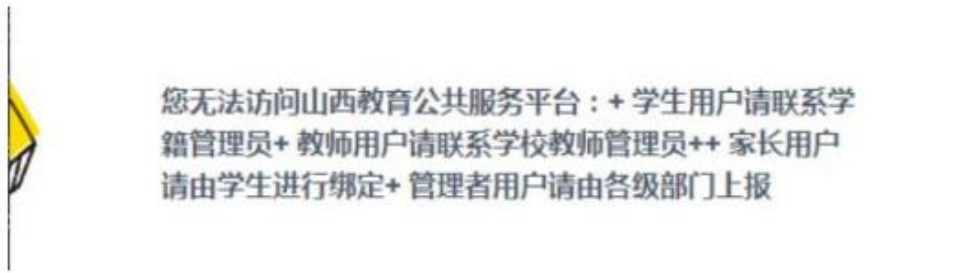 您无法访问山西教育公共服务平台：+ 学生用户请联系学
籍管理员+ 教师用户请联系学校教师管理员++ 家长用户
请由学生进行绑定+ 管理者用户请由各级部门上报